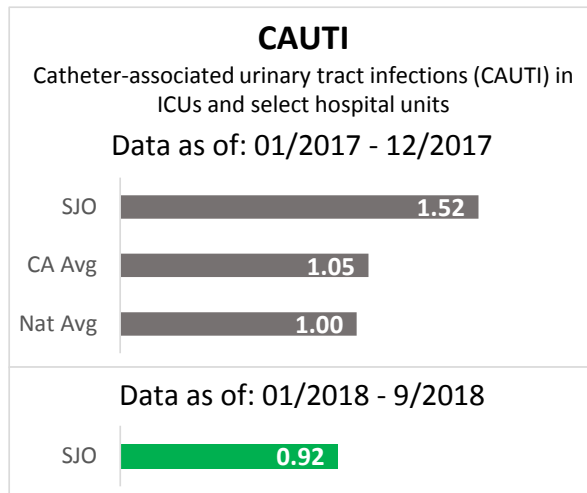 CAUTI
Catheter-associated urinary tract infections (CAUTI) in
ICUs and select hospital units
Data as of: 01/2017 - 12/2017
SJO 1.52
CA Avg 1.05
Nat Avg 1.00
Data as of: 01/2018 - 9/2018
SJO 0.92